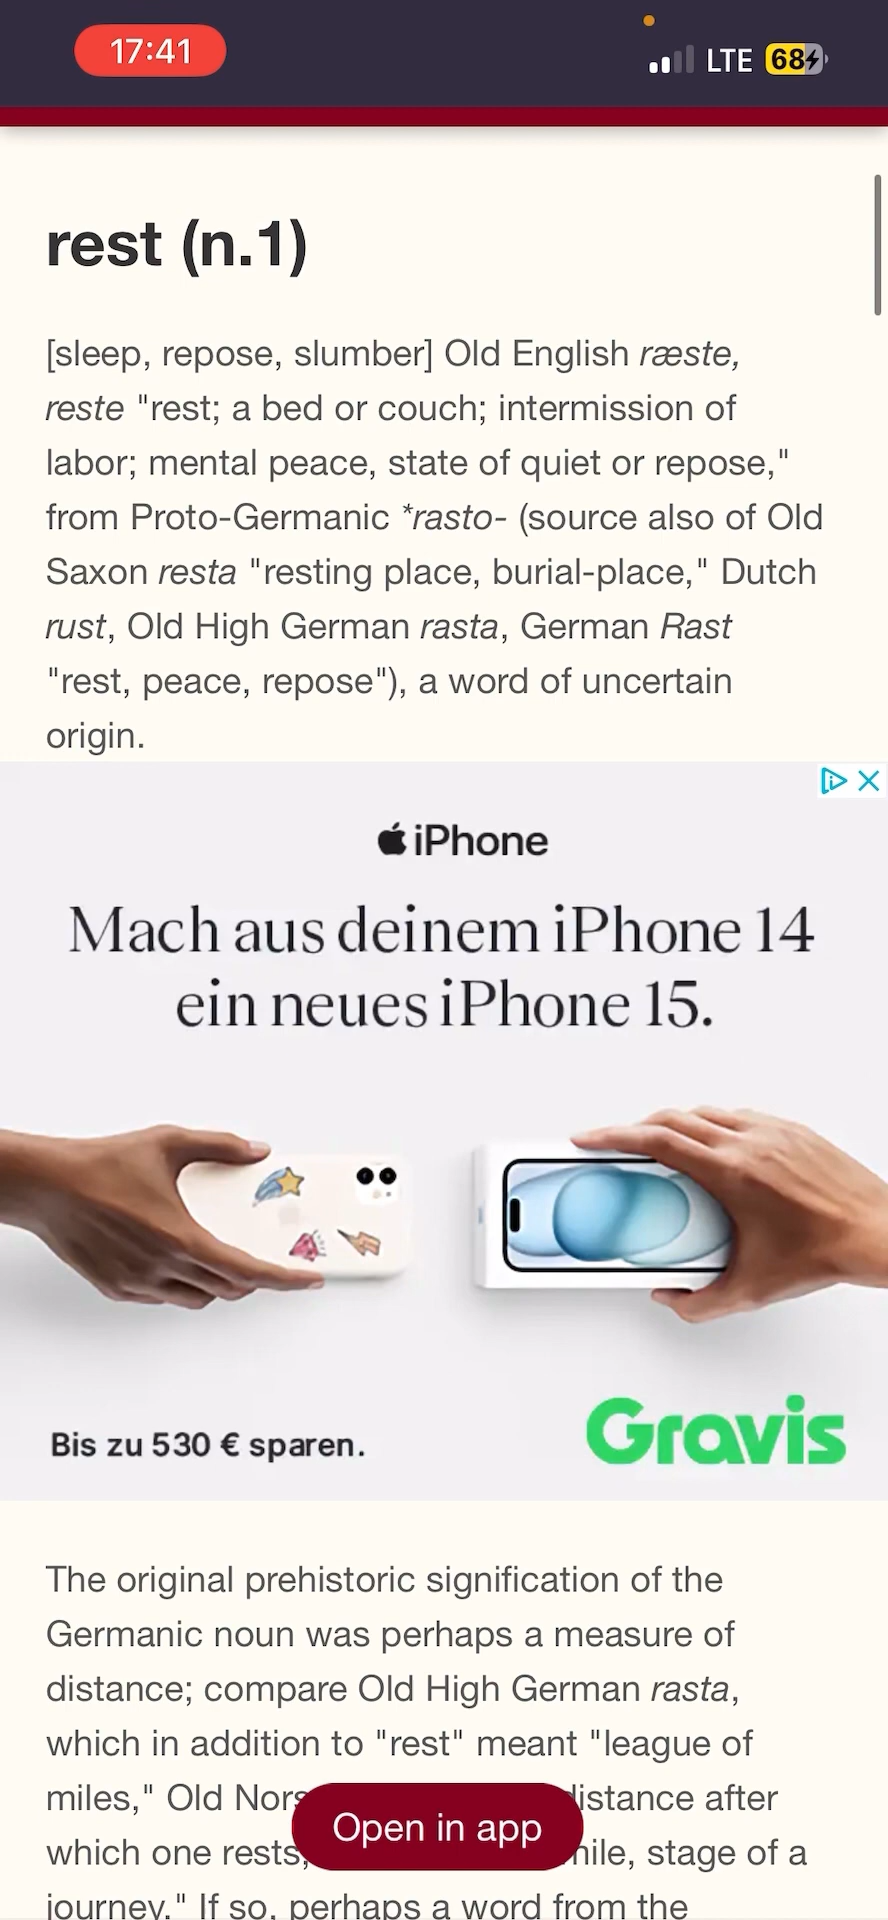 17:41
LTE
68
rest (n.1)
[sleep, repose, slumber] Old English ræste,
reste "rest; a bed or couch; intermission of
labor; mental peace, state of quiet or repose,"
from Proto-Germanic *rasto- (source also of Old
Saxon resta "resting place, burial-place," Dutch
rust, Old High German rasta, German Rast
"rest, peace, repose"), a word of uncertain
origin.
iPhone
Mach aus deinem iPhone 14
ein neues iPhone 15.
Bis zu 530 € sparen.
Gravis
The original prehistoric signification of the
Germanic noun was perhaps a measure of
distance; compare Old High German rasta,
which in addition to "rest" meant "league of
miles," Old distance after
which one rests, stage of a
journey." If so, perhaps a word from the
Open in app